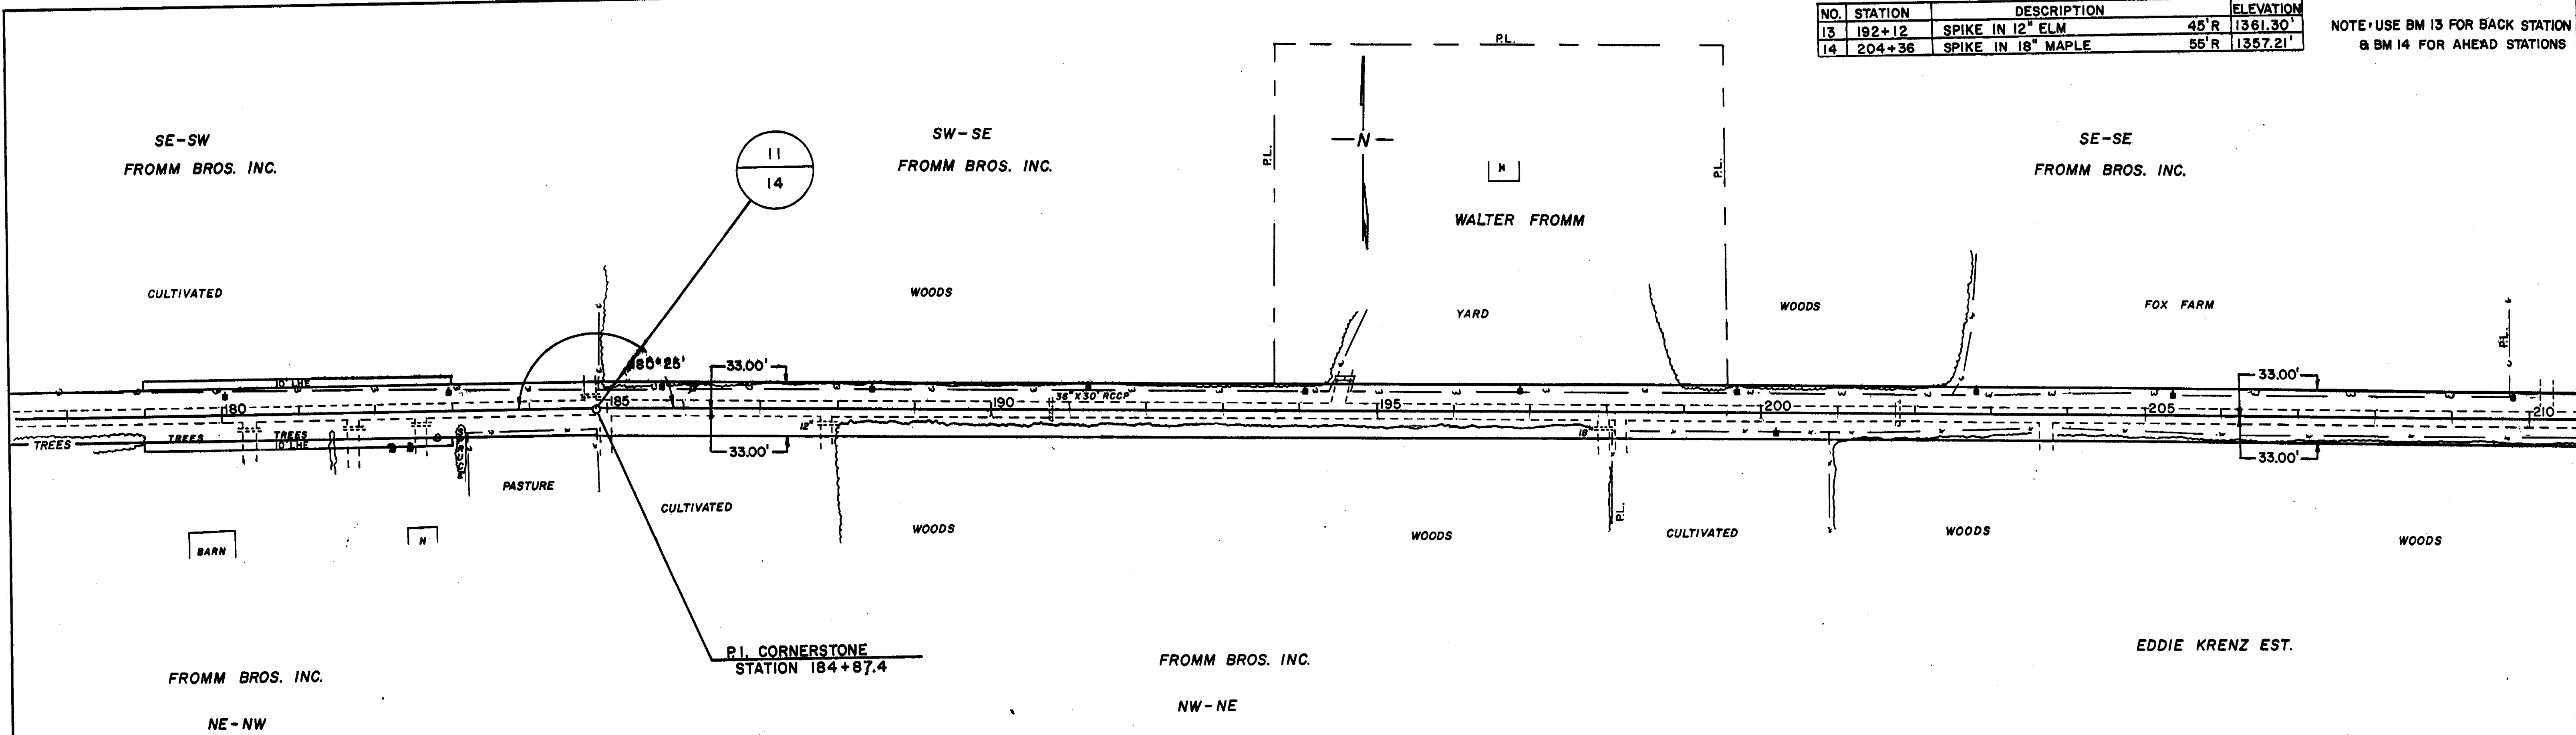 NO. STATION DESCRIPTION ELEVATION
13 192+12 SPIKE IN 12" ELM 45'R 1361.30'
14 204+36 SPIKE IN 18" MAPLE 55'R 1357.21'
NOTE: USE BM 13 FOR BACK STATION
& BM 14 FOR AHEAD STATIONS
P.L.
SE-SW
FROMM BROS. INC.
11
14
SW-SE
FROMM BROS. INC.
P.L.
N
H
P.L.
WALTER FROMM
SE-SE
FROMM BROS. INC.
CULTIVATED
WOODS
YARD
WOODS
FOX FARM
P.L.
180°25'
33.00'
33.00'
10' LHE
180
185
190
36" X 30' RCCP
195
200
205
210
TREES
TREES
TREES
10' LHE
12"
18"
33.00'
33.00'
PASTURE
CULTIVATED
WOODS
WOODS
P.L.
CULTIVATED
WOODS
WOODS
BARN
H
P.I. CORNERSTONE
STATION 184+87.4
FROMM BROS. INC.
NE-NW
FROMM BROS. INC.
NW-NE
EDDIE KRENZ EST.